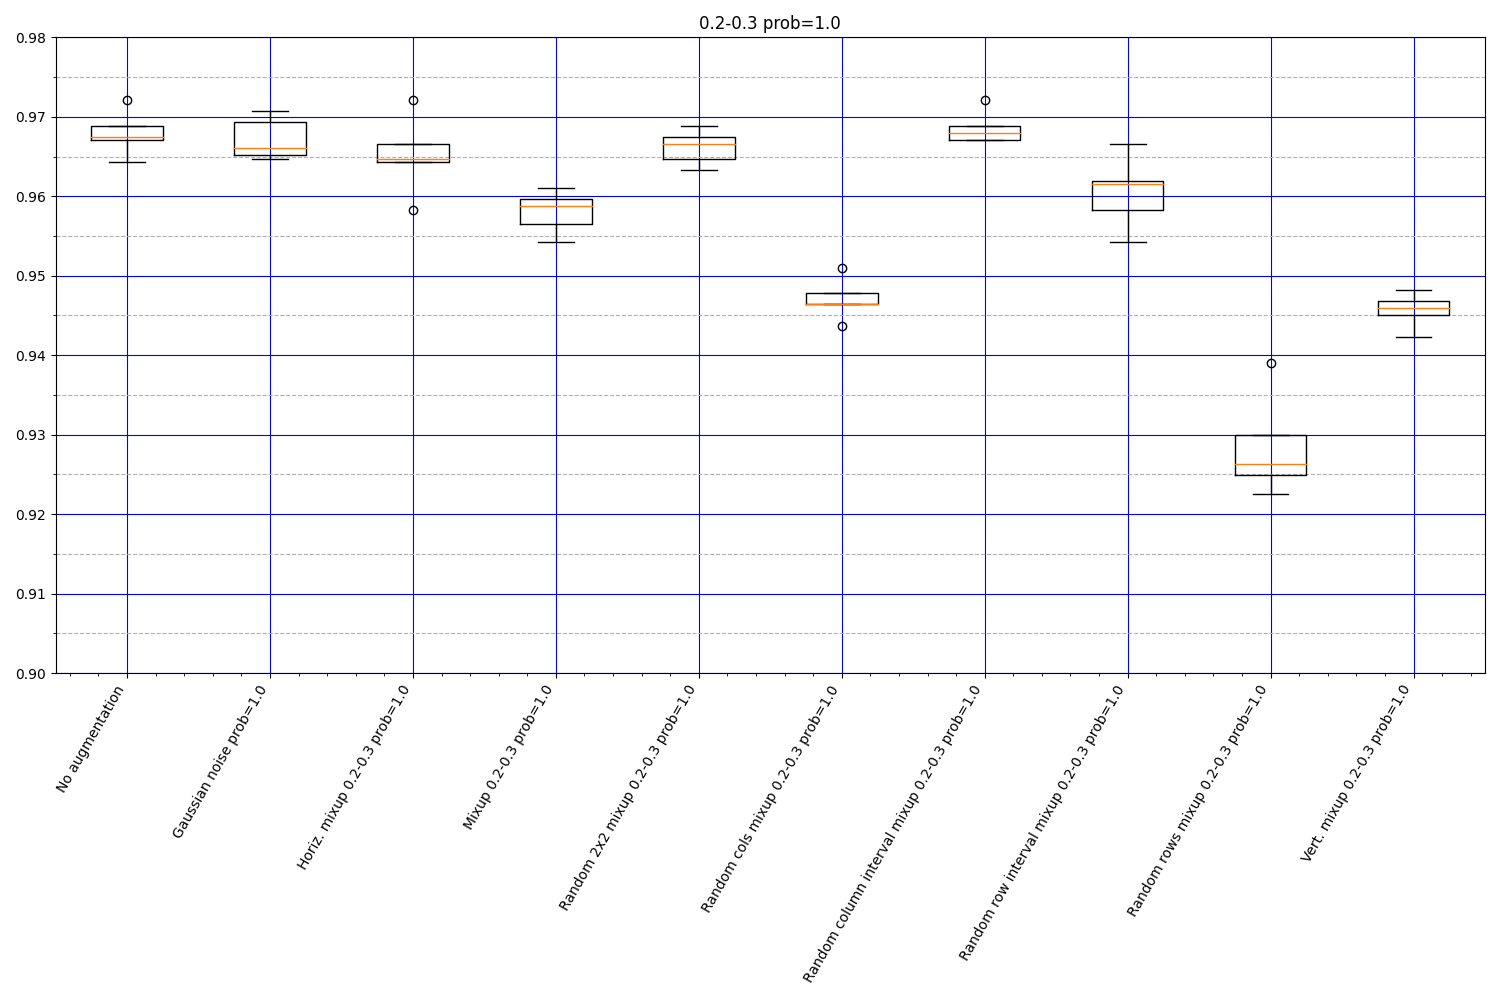 0.2-0.3 prob=1.0
0.98
0.97
0.96
0.95
0.94
0.93
0.92
0.91
0.90
No augmentation
Gaussian noise prob=1.0
Horiz. mixup 0.2-0.3 prob=1.0
Mixup 0.2-0.3 prob=1.0
Random 2x2 mixup 0.2-0.3 prob=1.0
Random cols mixup 0.2-0.3 prob=1.0
Random column interval mixup 0.2-0.3 prob=1.0
Random row interval mixup 0.2-0.3 prob=1.0
Random rows mixup 0.2-0.3 prob=1.0
Vert. mixup 0.2-0.3 prob=1.0